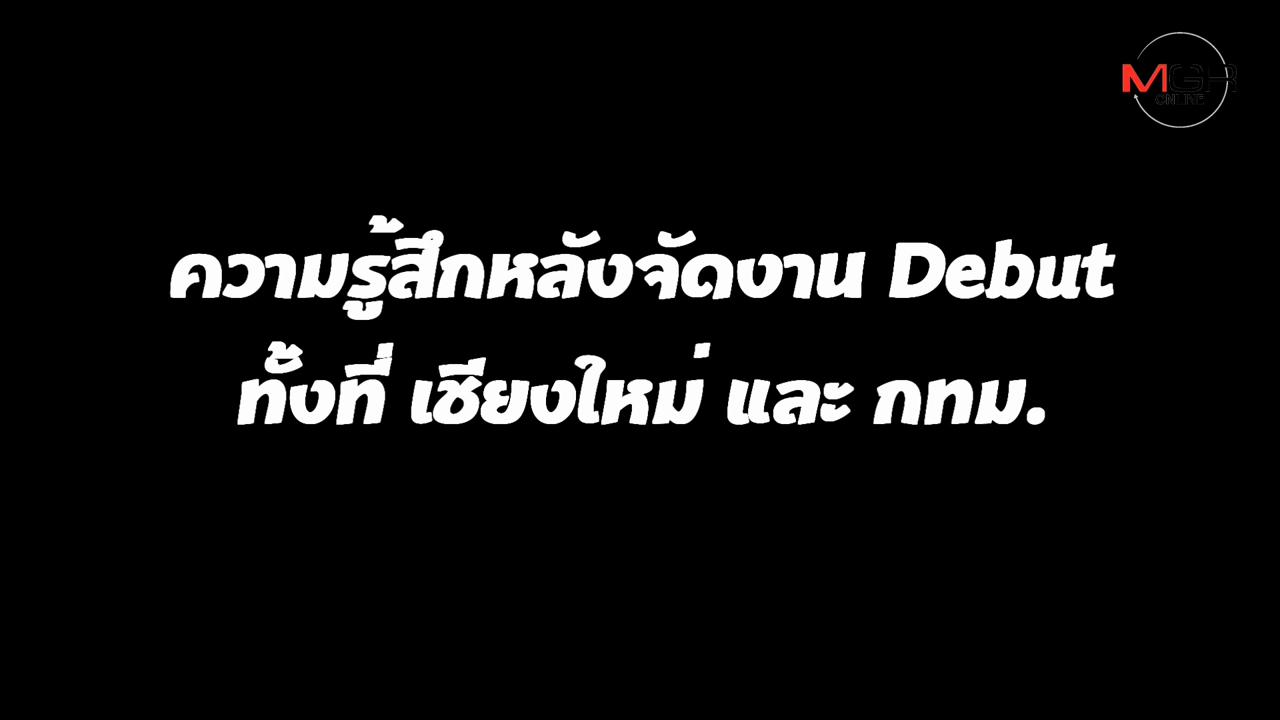 MGR
ONLINE
ความรู้สึกหลังจัดงาน Debut
ทั้งที่ เชียงใหม่ และ กทม.